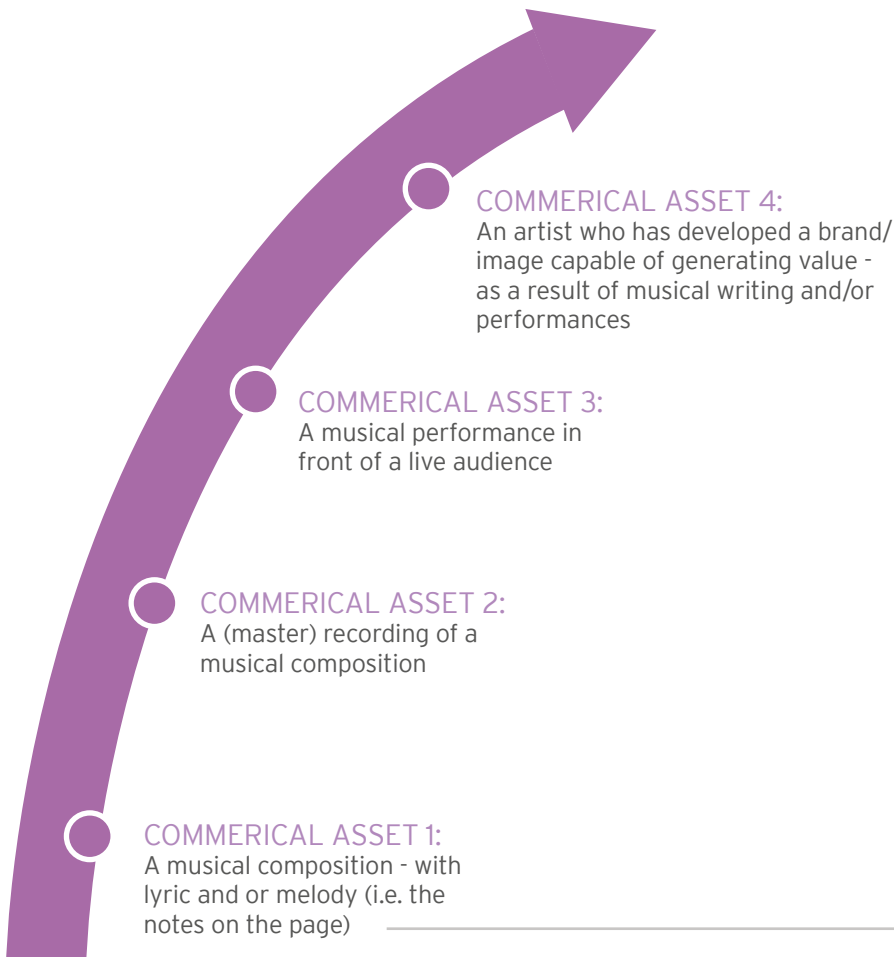 COMMERICAL ASSET 4:
An artist who has developed a brand/
image capable of generating value -
as a result of musical writing and/or
performances
COMMERICAL ASSET 3:
A musical performance in
front of a live audience
COMMERICAL ASSET 2:
A (master) recording of a
musical composition
COMMERICAL ASSET 1:
A musical composition - with
lyric and or melody (i.e. the
notes on the page)